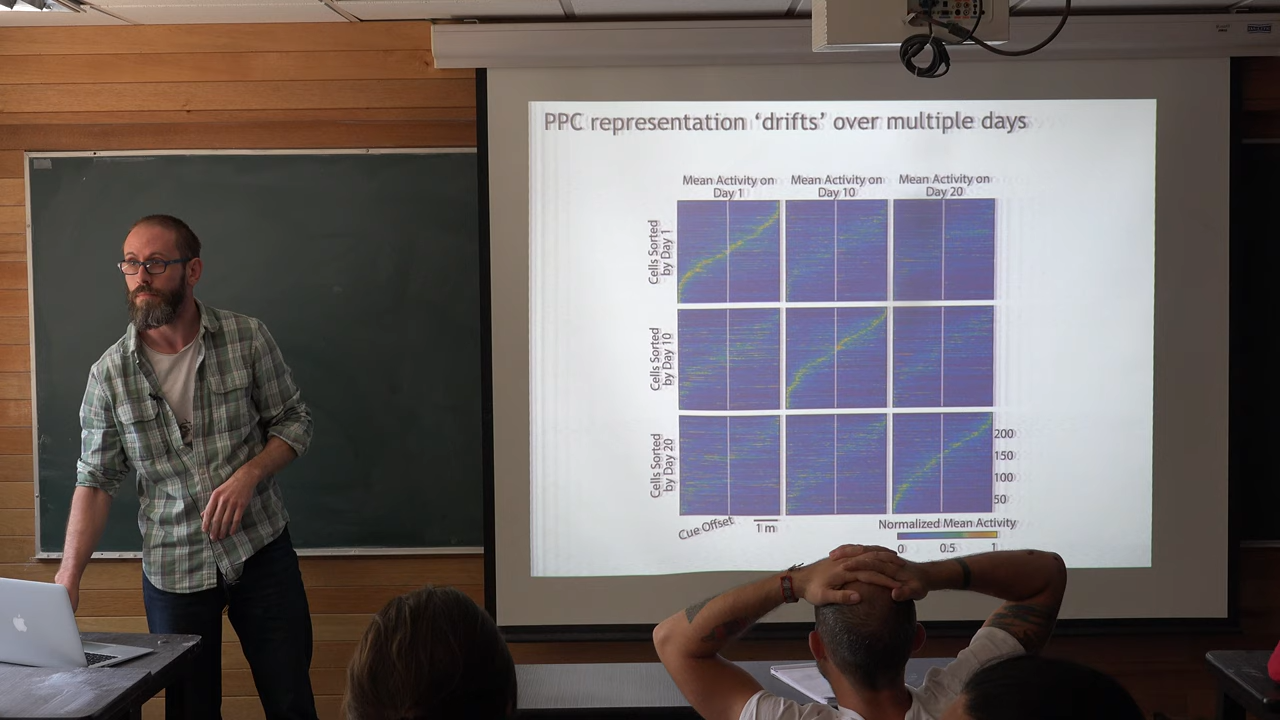 PPC representation ‘drifts’ over multiple days
Mean Activity on
Day 1
Mean Activity on
Day 10
Mean Activity on
Day 20
Cells Sorted
by Day 1
Cells Sorted
by Day 10
Cells Sorted
by Day 20
200
150
100
50
Cue Offset
1 m
Normalized Mean Activity
0 0.5 1